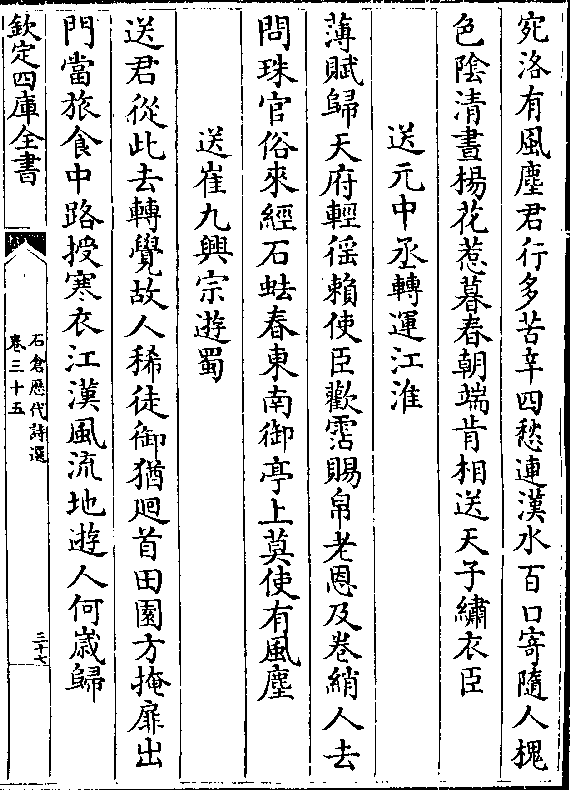 宛洛有風塵君行多苦辛四愁連漢水百口寄隨人槐
色陰清晝楊花惹暮春朝端肯相送天子繡衣臣
送元中丞轉運江淮
薄賦歸天府輕徭賴使臣歡霑賜帛老恩及卷綃人去
問珠官俗來經石蚨春東南御亭上莫使有風塵
送崔九興宗遊蜀
送君從此去轉覺故人稀徒御猶廻首田園方掩扉出
門當旅食中路授寒衣江漢風流地遊人何歲歸
欽定四庫全書
石倉歴代詩選
卷三十五
三十七